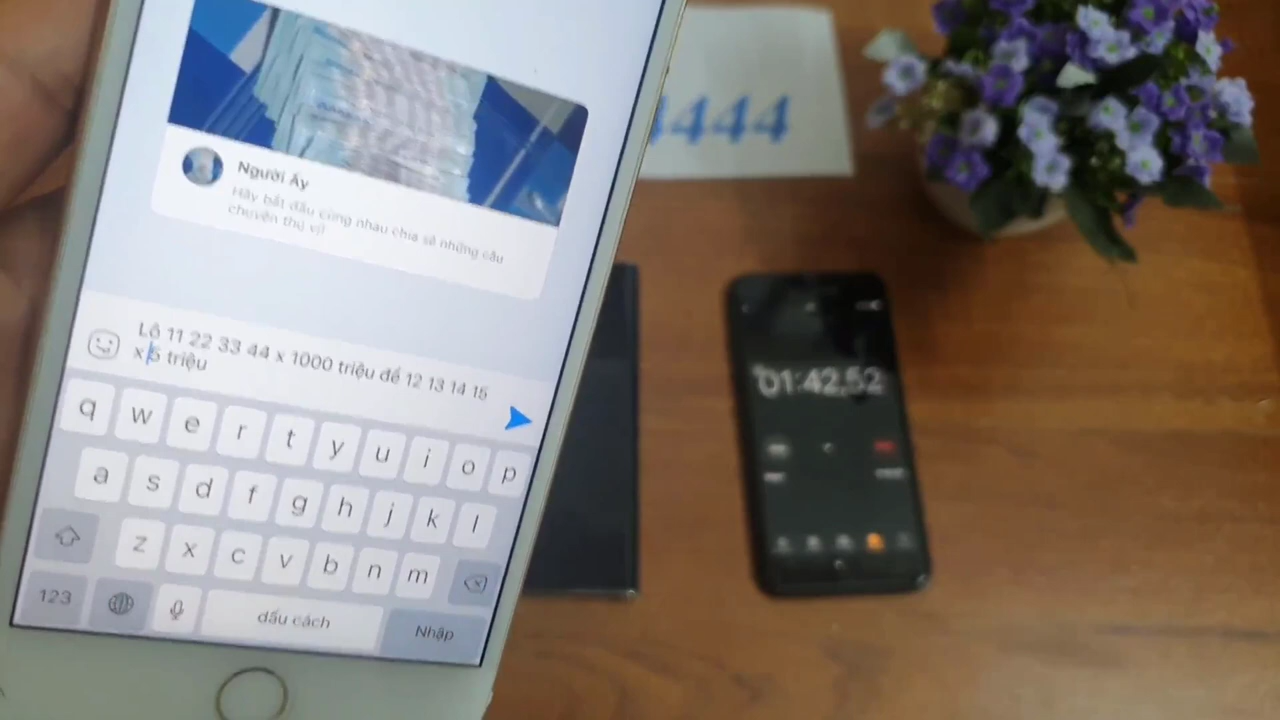 Người Ấy
Hãy bắt đầu cùng nhau chia sẻ những câu
chuyện thú vị!
Lô 11 22 33 44 x 1000 triệu đề 12 13 14 15
x 5 triệu
q w e r t y u i o p
a s d f g h j k l
z x c v b n m
123
dấu cách
Nhập
4444
01:42,52